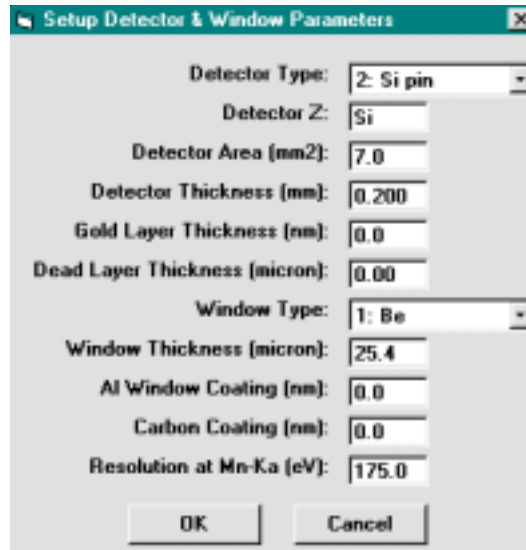 Setup Detector & Window Parameters
Detector Type: 2: Si pin
Detector Z: Si
Detector Area (mm2): 7.0
Detector Thickness (mm): 0.200
Gold Layer Thickness (nm): 0.0
Dead Layer Thickness (micron): 0.00
Window Type: 1: Be
Window Thickness (micron): 25.4
Al Window Coating (nm): 0.0
Carbon Coating (nm): 0.0
Resolution at Mn-Ka (eV): 175.0
OK Cancel